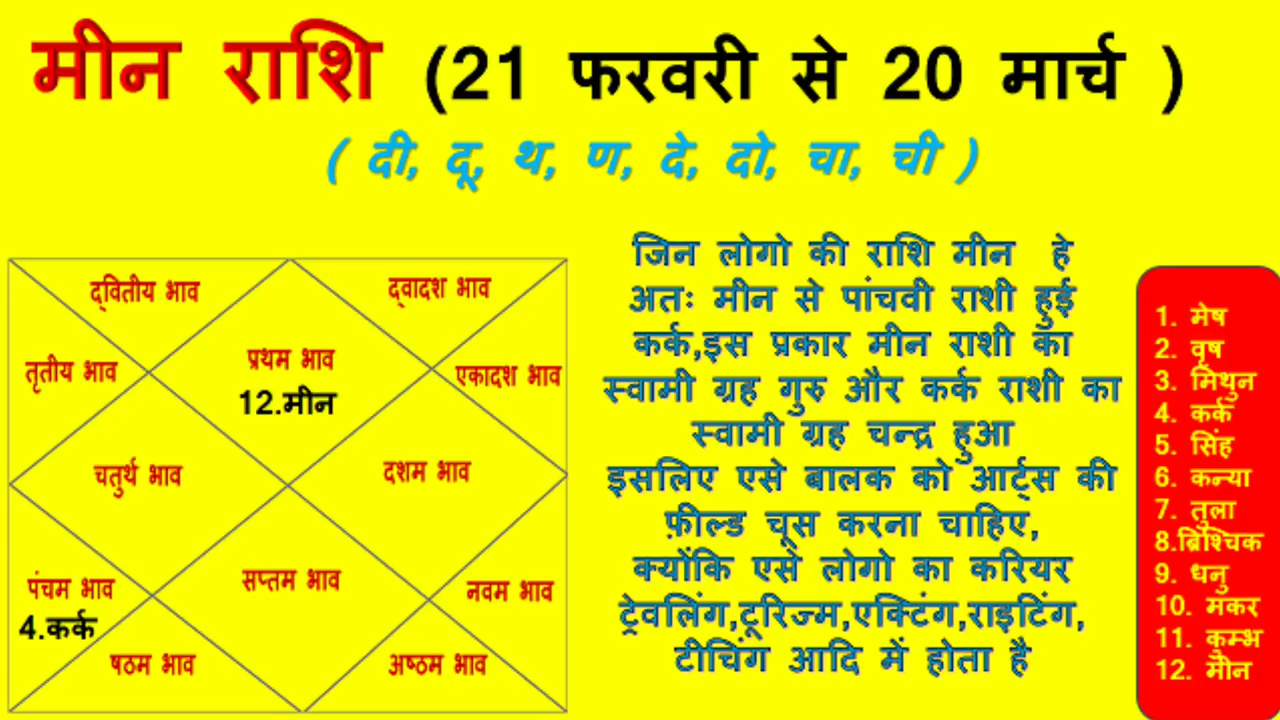 मीन राशि (21 फरवरी से 20 मार्च )
( दी, दू, थ, ण, दे, दो, चा, ची )
द्वितीय भाव
द्वादश भाव
तृतीय भाव
प्रथम भाव
एकादश भाव
12.मीन
चतुर्थ भाव
दशम भाव
पंचम भाव
सप्तम भाव
नवम भाव
4.कर्क
षठम भाव
अष्ठम भाव
जिन लोगो की राशि मीन हे
अतः मीन से पांचवी राशी हुई
कर्क,इस प्रकार मीन राशी का
स्वामी ग्रह गुरु और कर्क राशी का
स्वामी ग्रह चन्द्र हुआ
इसलिए एसे बालक को आर्ट्स की
फ़ील्ड चूस करना चाहिए,
क्योंकि एसे लोगो का करियर
ट्रेवलिंग,टूरिज्म,एक्टिंग,राइटिंग,
टीचिंग आदि में होता है
1. मेष
2. वृष
3. मिथुन
4. कर्क
5. सिंह
6. कन्या
7. तुला
8.ब्रिश्चिक
9. धनु
10. मकर
11. कुम्भ
12. मीन